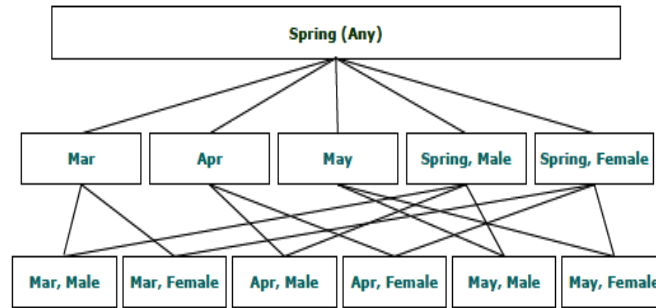 Spring (Any)
Mar
Apr
May
Spring, Male
Spring, Female
Mar, Male
Mar, Female
Apr, Male
Apr, Female
May, Male
May, Female